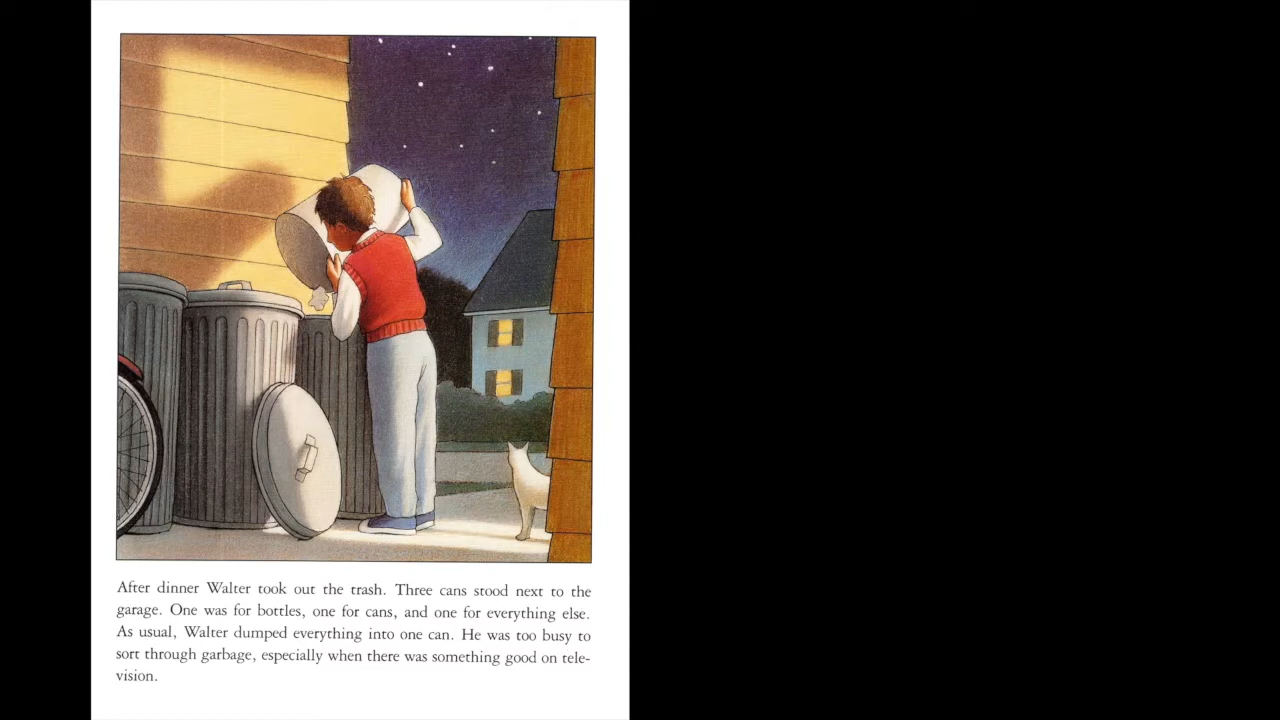 After dinner Walter took out the trash. Three cans stood next to the
garage. One was for bottles, one for cans, and one for everything else.
As usual, Walter dumped everything into one can. He was too busy to
sort through garbage, especially when there was something good on tele-
vision.